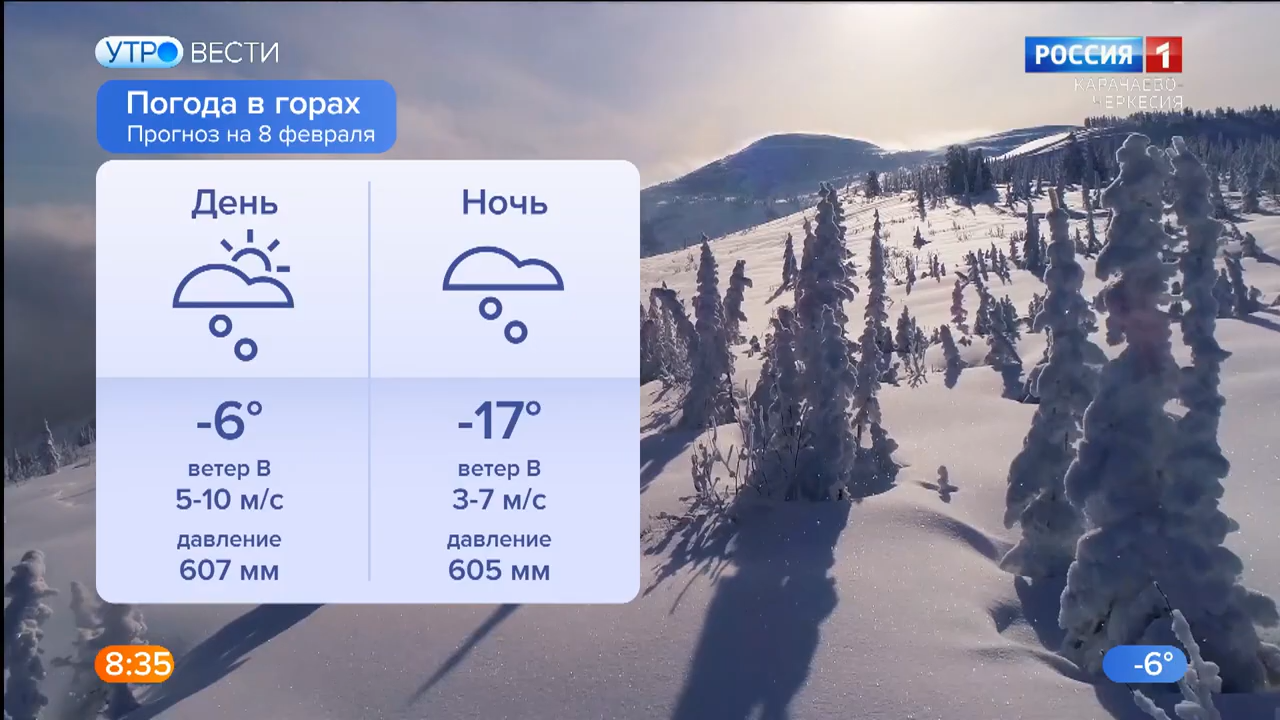 УТРО ВЕСТИ
РОССИЯ 1
КАРАЧАЕВО-
ЧЕРКЕСИЯ
Погода в горах
Прогноз на 8 февраля
День
Ночь
-6°
-17°
ветер В
ветер В
5-10 м/с
3-7 м/с
давление
давление
607 мм
605 мм
8:35
-6°